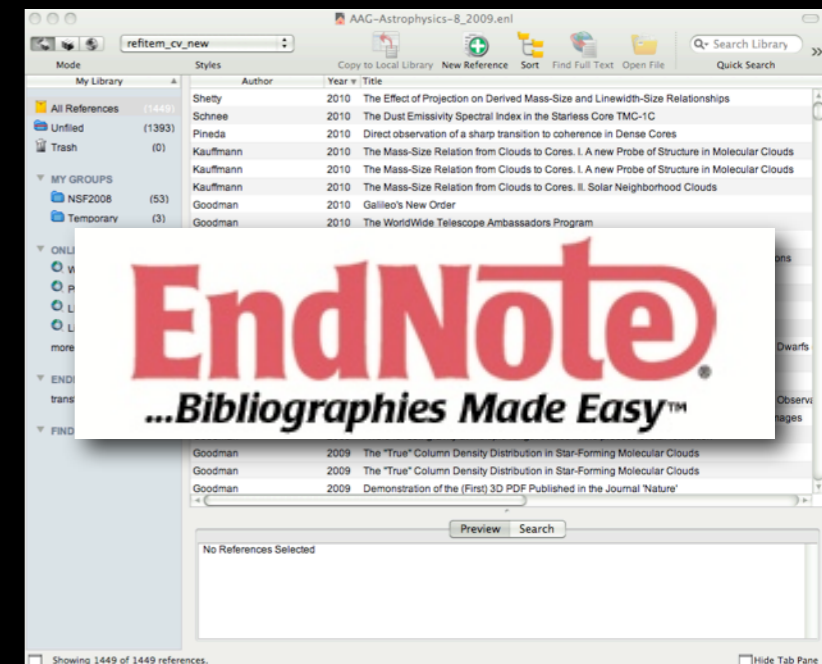 AAG-Astrophysics-8_2009.enl
refitem_cv_new
Search Library
Mode Styles Copy to Local Library New Reference Sort Find Full Text Open File Quick Search
My Library Author Year Title
All References (1449)
Unfiled (1393)
Trash (0)
MY GROUPS
NSF2008 (53)
Temporary (3)
Shetty 2010 The Effect of Projection on Derived Mass-Size and Linewidth-Size Relationships
Schnee 2010 The Dust Emissivity Spectral Index in the Starless Core TMC-1C
Pineda 2010 Direct observation of a sharp transition to coherence in Dense Cores
Kauffmann 2010 The Mass-Size Relation from Clouds to Cores. I. A new Probe of Structure in Molecular Clouds
Kauffmann 2010 The Mass-Size Relation from Clouds to Cores. I. A new Probe of Structure in Molecular Clouds
Kauffmann 2010 The Mass-Size Relation from Clouds to Cores. II. Solar Neighborhood Clouds
Goodman 2010 Galileo's New Order
Goodman 2010 The WorldWide Telescope Ambassadors Program
EndNote®
...Bibliographies Made Easy™
more
Dwarfs
FIND
Goodman 2009 The "True" Column Density Distribution in Star-Forming Molecular Clouds
Goodman 2009 The "True" Column Density Distribution in Star-Forming Molecular Clouds
Goodman 2009 Demonstration of the (First) 3D PDF Published in the Journal 'Nature'
Preview Search
No References Selected
Showing 1449 of 1449 references.
Hide Tab Pane